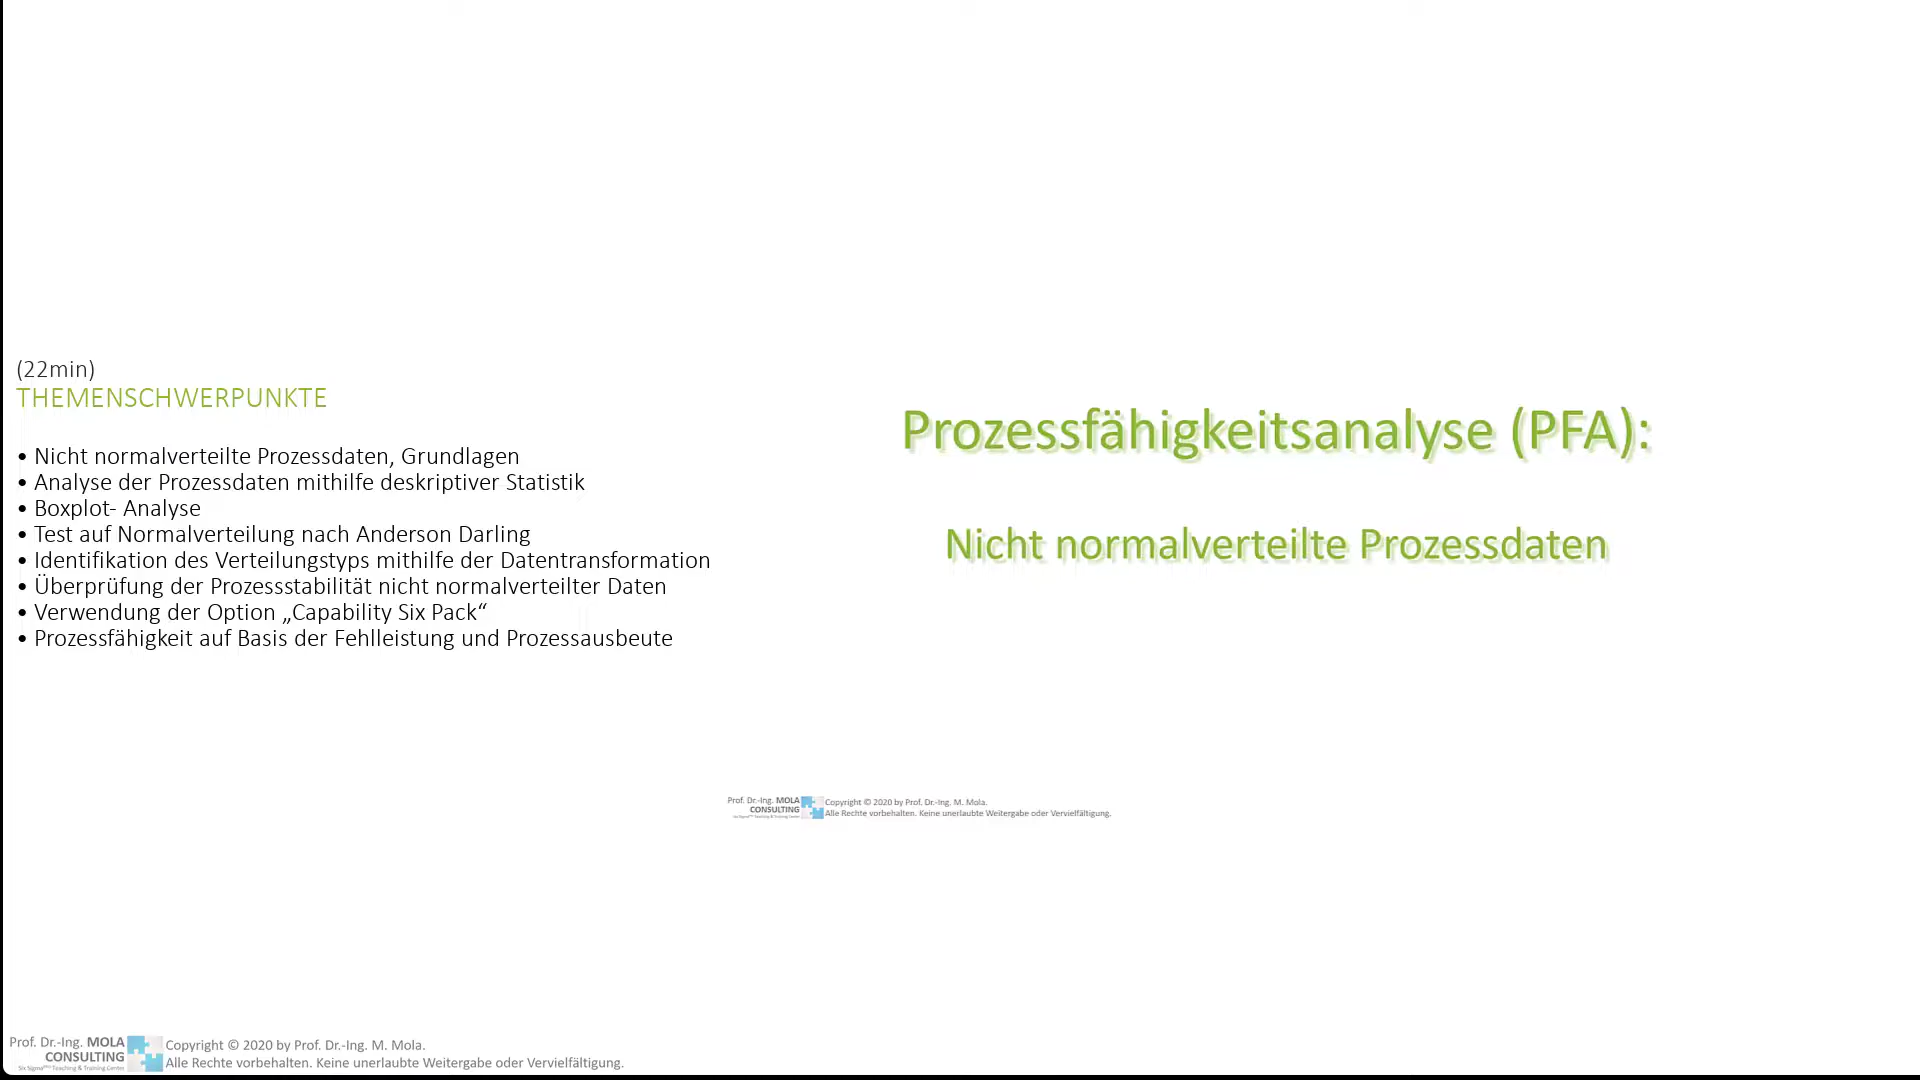 (22min)
THEMENSCHWERPUNKTE
• Nicht normalverteilte Prozessdaten, Grundlagen
• Analyse der Prozessdaten mithilfe deskriptiver Statistik
• Boxplot- Analyse
• Test auf Normalverteilung nach Anderson Darling
• Identifikation des Verteilungstyps mithilfe der Datentransformation
• Überprüfung der Prozessstabilität nicht normalverteilter Daten
• Verwendung der Option „Capability Six Pack“
• Prozessfähigkeit auf Basis der Fehlleistung und Prozessausbeute
Prozessfähigkeitsanalyse (PFA):
Nicht normalverteilte Prozessdaten
Prof. Dr.-Ing. MOLA
CONSULTING
Teaching & Training Center
Copyright © 2020 by Prof. Dr.-Ing. M. Mola.
Alle Rechte vorbehalten. Keine unerlaubte Weitergabe oder Vervielfältigung.
Prof. Dr.-Ing. MOLA
CONSULTING
Six Sigma Teaching & Training Center
Copyright © 2020 by Prof. Dr.-Ing. M. Mola.
Alle Rechte vorbehalten. Keine unerlaubte Weitergabe oder Vervielfältigung.